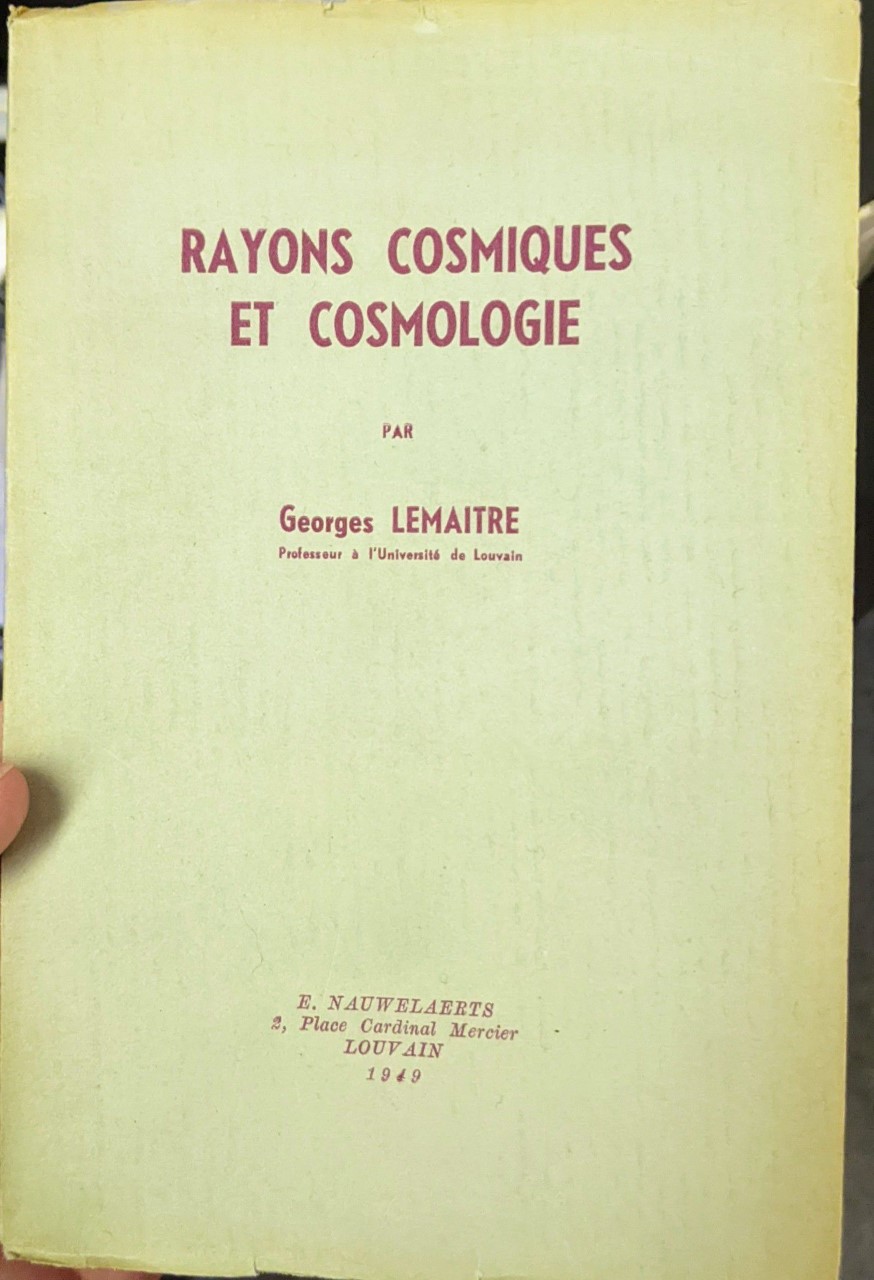 RAYONS COSMIQUES
ET COSMOLOGIE
PAR
Georges LEMAITRE
Professeur à l'Université de Louvain
E. NAUWELAERTS
2, Place Cardinal Mercier
LOUVAIN
1949